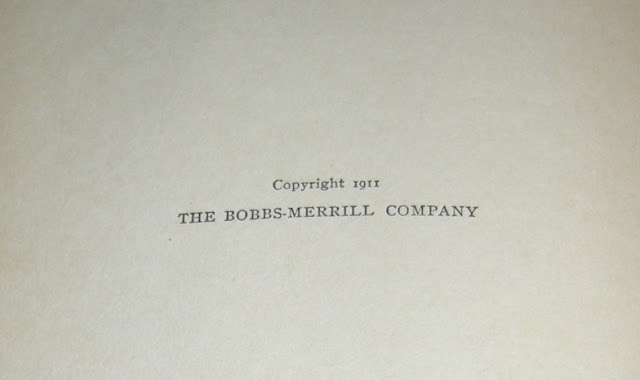 Copyright 1911
THE BOBBS-MERRILL COMPANY